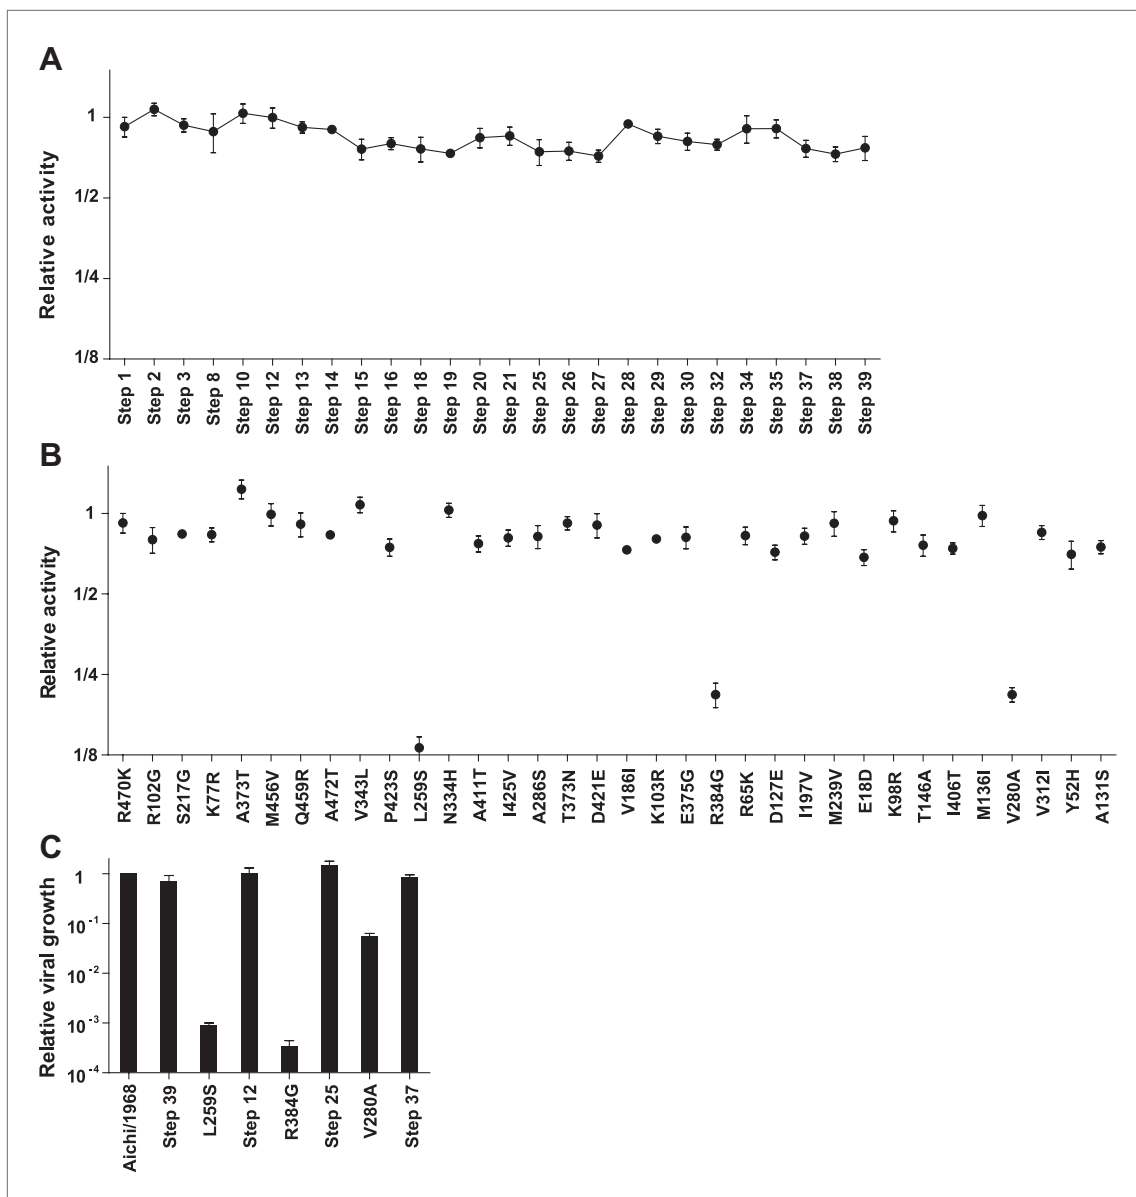 A
Relative activity
1
1/2
1/4
1/8
Step 1
Step 2
Step 3
Step 8
Step 10
Step 12
Step 13
Step 14
Step 15
Step 16
Step 18
Step 19
Step 20
Step 21
Step 25
Step 26
Step 27
Step 28
Step 29
Step 30
Step 32
Step 34
Step 35
Step 37
Step 38
Step 39
B
Relative activity
1
1/2
1/4
1/8
R470K
R102G
S217G
K77R
A373T
M456V
Q459R
A472T
V343L
P423S
L259S
N334H
A411T
I425V
A286S
T373N
D421E
V186I
K103R
E375G
R384G
R65K
D127E
I197V
M239V
E18D
K98R
T146A
I406T
M136I
V280A
V312I
Y52H
A131S
C
Relative viral growth
1
10-1
10-2
10-3
10-4
Aichi/1968
Step 39
L259S
Step 12
R384G
Step 25
V280A
Step 37